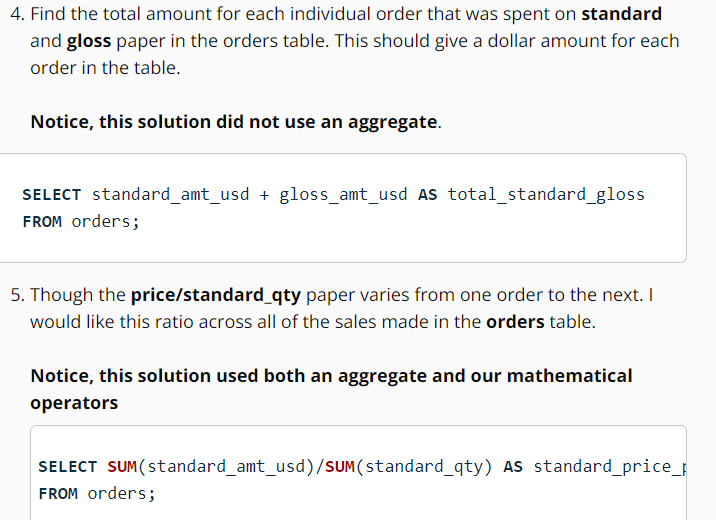 4. Find the total amount for each individual order that was spent on standard
and gloss paper in the orders table. This should give a dollar amount for each
order in the table.
Notice, this solution did not use an aggregate.
SELECT standard_amt_usd + gloss_amt_usd AS total_standard_gloss
FROM orders;
5. Though the price/standard_qty paper varies from one order to the next. I
would like this ratio across all of the sales made in the orders table.
Notice, this solution used both an aggregate and our mathematical
operators
SELECT SUM(standard_amt_usd)/SUM(standard_qty) AS standard_price_
FROM orders;